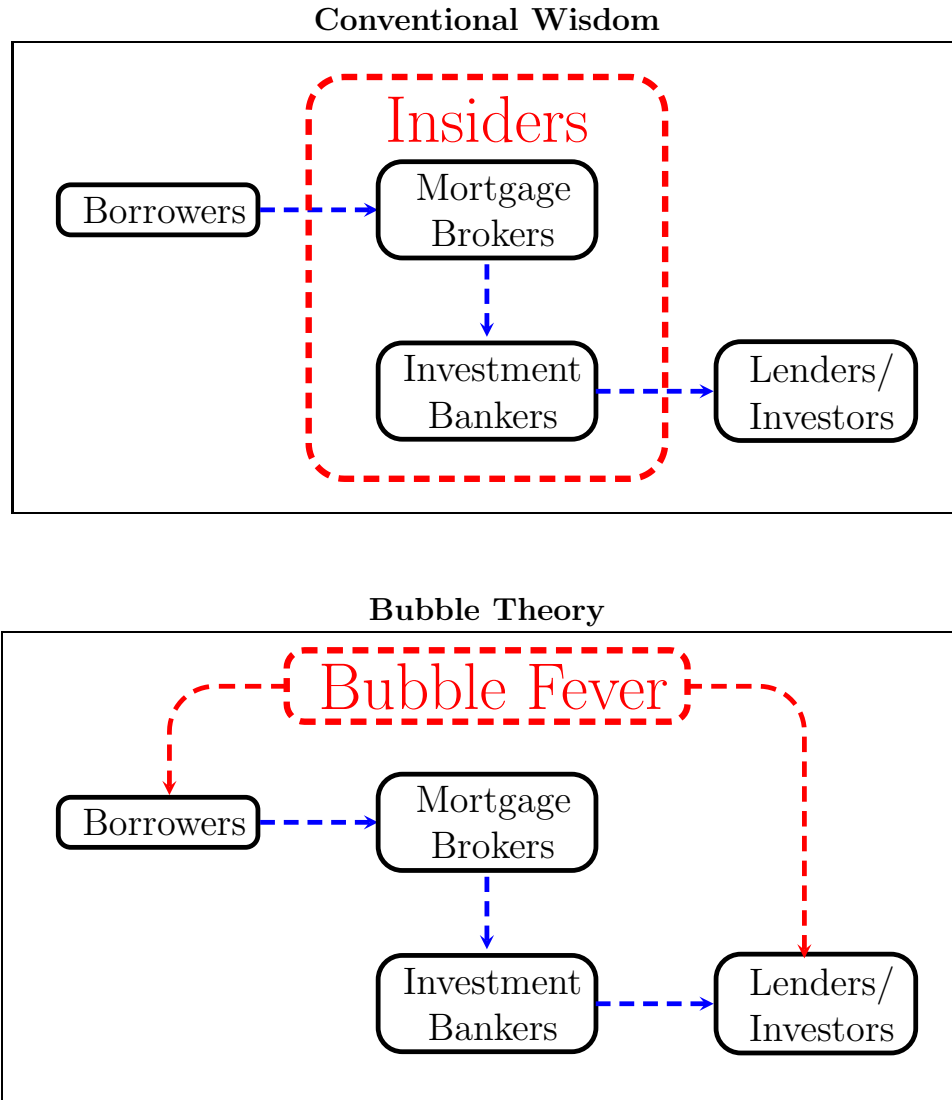 Conventional Wisdom
Insiders
Borrowers
Mortgage
Brokers
Investment
Bankers
Lenders/
Investors
Bubble Theory
Bubble Fever
Borrowers
Mortgage
Brokers
Investment
Bankers
Lenders/
Investors